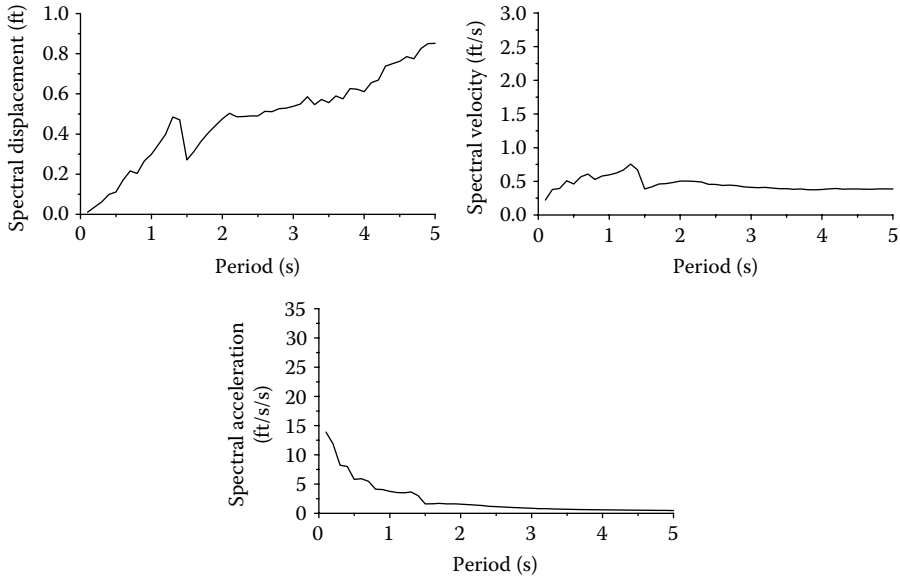 Spectral displacement (ft)
1.0
0.8
0.6
0.4
0.2
0.0
0 1 2 3 4 5
Period (s)
Spectral velocity (ft/s)
3.0
2.5
2.0
1.5
1.0
0.5
0.0
0 1 2 3 4 5
Period (s)
Spectral acceleration
(ft/s/s)
35
30
25
20
15
10
5
0
0 1 2 3 4 5
Period (s)